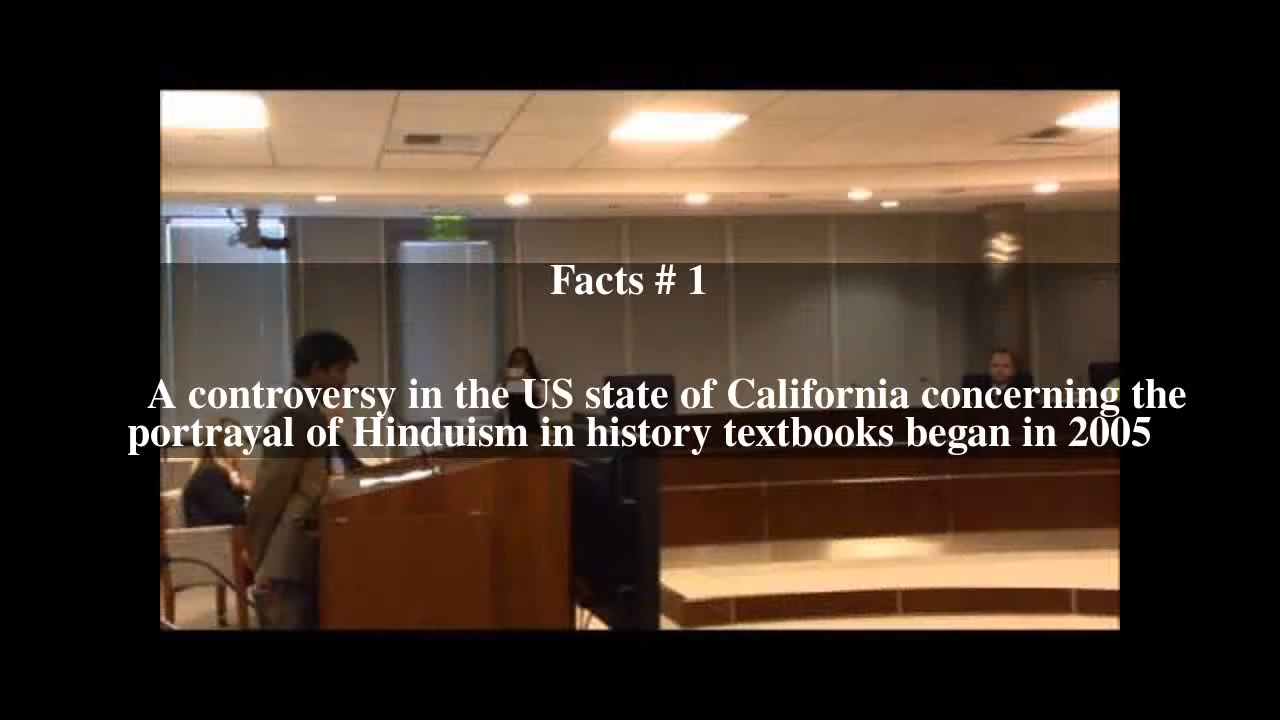 Facts # 1
A controversy in the US state of California concerning the
portrayal of Hinduism in history textbooks began in 2005